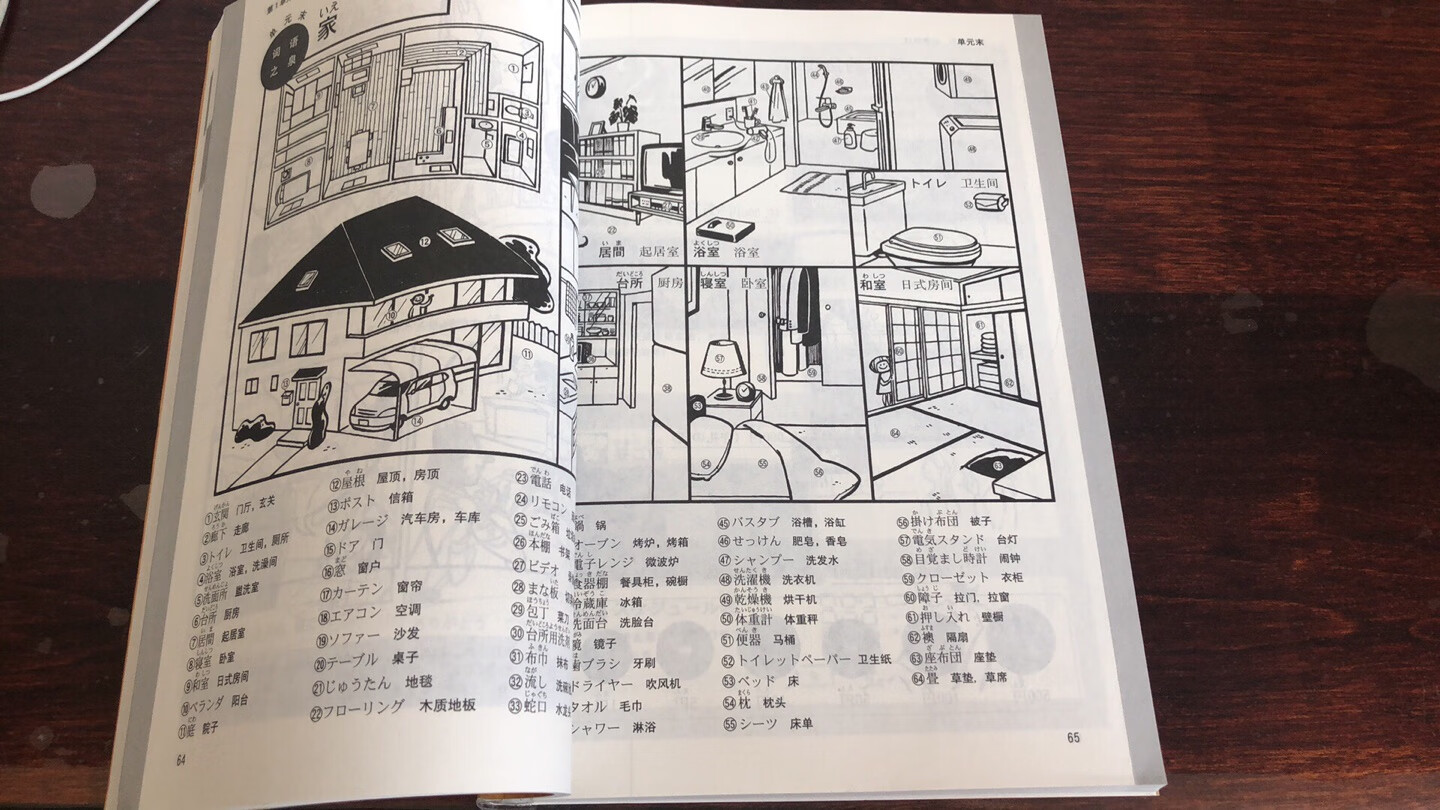 いえ
家
词语之泉
①玄関 门厅，玄关
②廊下 走廊
③トイレ 卫生间，厕所
④浴室 浴室，洗澡间
⑤洗面所 盥洗室
⑥台所 厨房
⑦居間 起居室
⑧寝室 卧室
⑨和室 日式房间
⑩ベランダ 阳台
⑪庭 院子
⑫屋根 屋顶，房顶
⑬ポスト 信箱
⑭ガレージ 汽车房，车库
⑮ドア 门
⑯窓 窗户
⑰カーテン 窗帘
⑱エアコン 空调
⑲ソファー 沙发
⑳テーブル 桌子
㉑じゅうたん 地毯
㉒フローリング 木质地板
㉓電話
㉔リモコン
㉕ごみ箱
㉖本棚
㉗ビデオ
㉘まな板
㉙包丁 菜刀
㉚台所用洗剤
㉛布巾 抹布
㉜流し
㉝蛇口
64
单元末
居間 起居室
浴室 浴室
トイレ 卫生间
台所 厨房
寝室 卧室
和室 日式房间
鍋 锅
オーブン 烤炉，烤箱
電子レンジ 微波炉
食器棚 餐具柜，碗橱
冷蔵庫 冰箱
洗面台 洗脸台
鏡 镜子
歯ブラシ 牙刷
ドライヤー 吹风机
タオル 毛巾
シャワー 淋浴
㊺バスタブ 浴槽，浴缸
㊻せっけん 肥皂，香皂
㊼シャンプー 洗发水
㊽洗濯機 洗衣机
㊾乾燥機 烘干机
㊿体重計 体重秤
51便器 马桶
52トイレットペーパー 卫生纸
53ベッド 床
54枕 枕头
55シーツ 床单
56掛け布団 被子
57電気スタンド 台灯
58目覚まし時計 闹钟
59クローゼット 衣柜
60障子 拉门，拉窗
61押し入れ 壁橱
62襖 隔扇
63座布団 座垫
64畳 草垫，草席
65